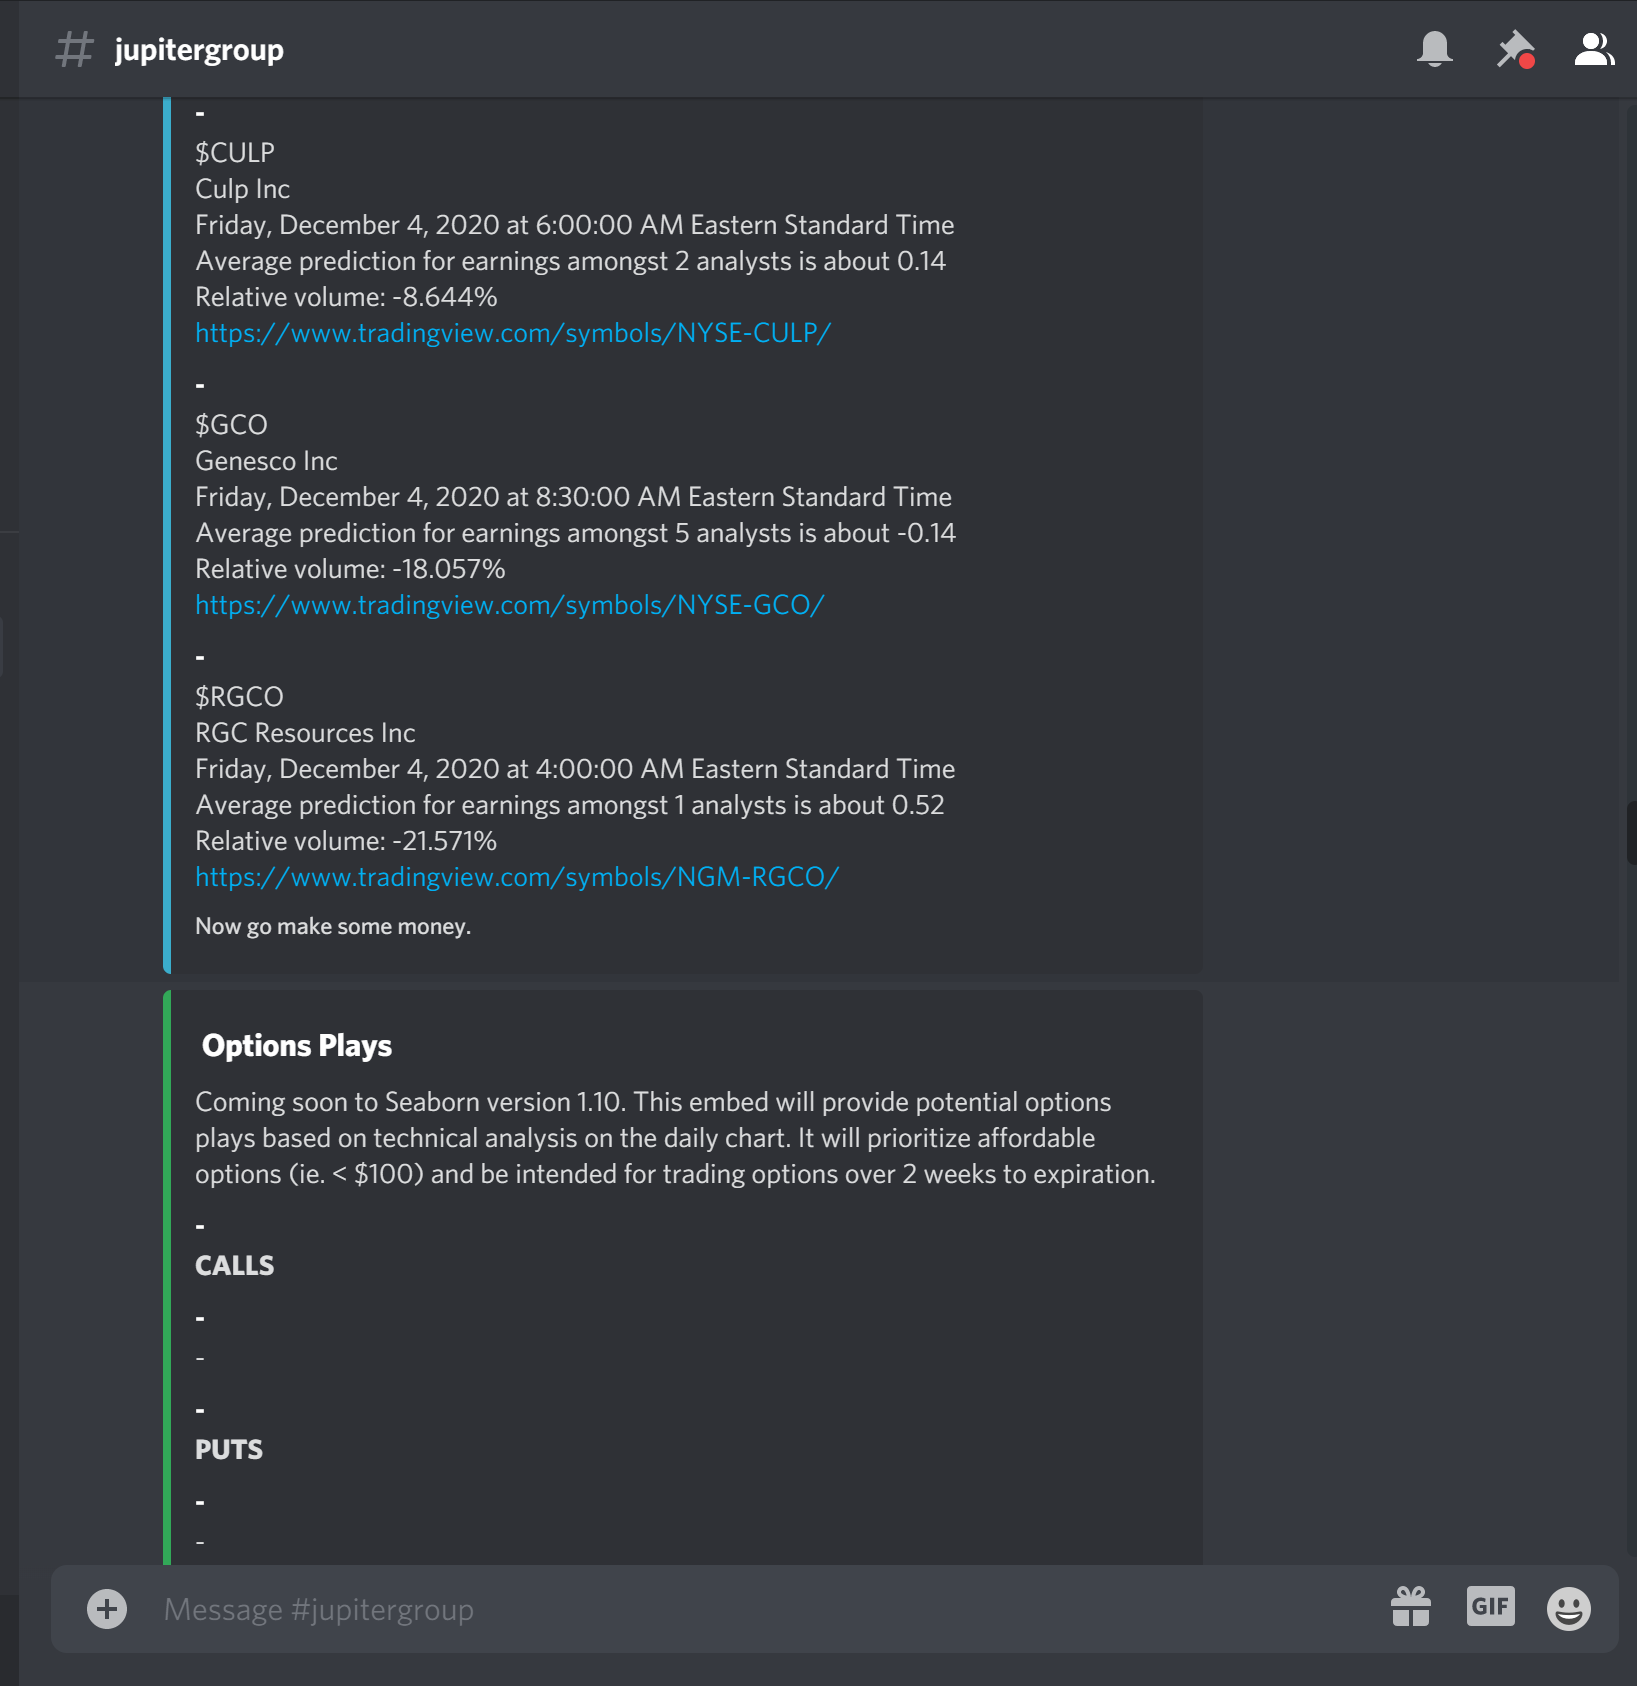 # jupitergroup
-
$CULP
Culp Inc
Friday, December 4, 2020 at 6:00:00 AM Eastern Standard Time
Average prediction for earnings amongst 2 analysts is about 0.14
Relative volume: -8.644%
https://www.tradingview.com/symbols/NYSE-CULP/
-
$GCO
Genesco Inc
Friday, December 4, 2020 at 8:30:00 AM Eastern Standard Time
Average prediction for earnings amongst 5 analysts is about -0.14
Relative volume: -18.057%
https://www.tradingview.com/symbols/NYSE-GCO/
-
$RGCO
RGC Resources Inc
Friday, December 4, 2020 at 4:00:00 AM Eastern Standard Time
Average prediction for earnings amongst 1 analysts is about 0.52
Relative volume: -21.571%
https://www.tradingview.com/symbols/NGM-RGCO/
Now go make some money.
Options Plays
Coming soon to Seaborn version 1.10. This embed will provide potential options
plays based on technical analysis on the daily chart. It will prioritize affordable
options (ie. < $100) and be intended for trading options over 2 weeks to expiration.
-
CALLS
-
-
-
PUTS
-
-
Message #jupitergroup
GIF